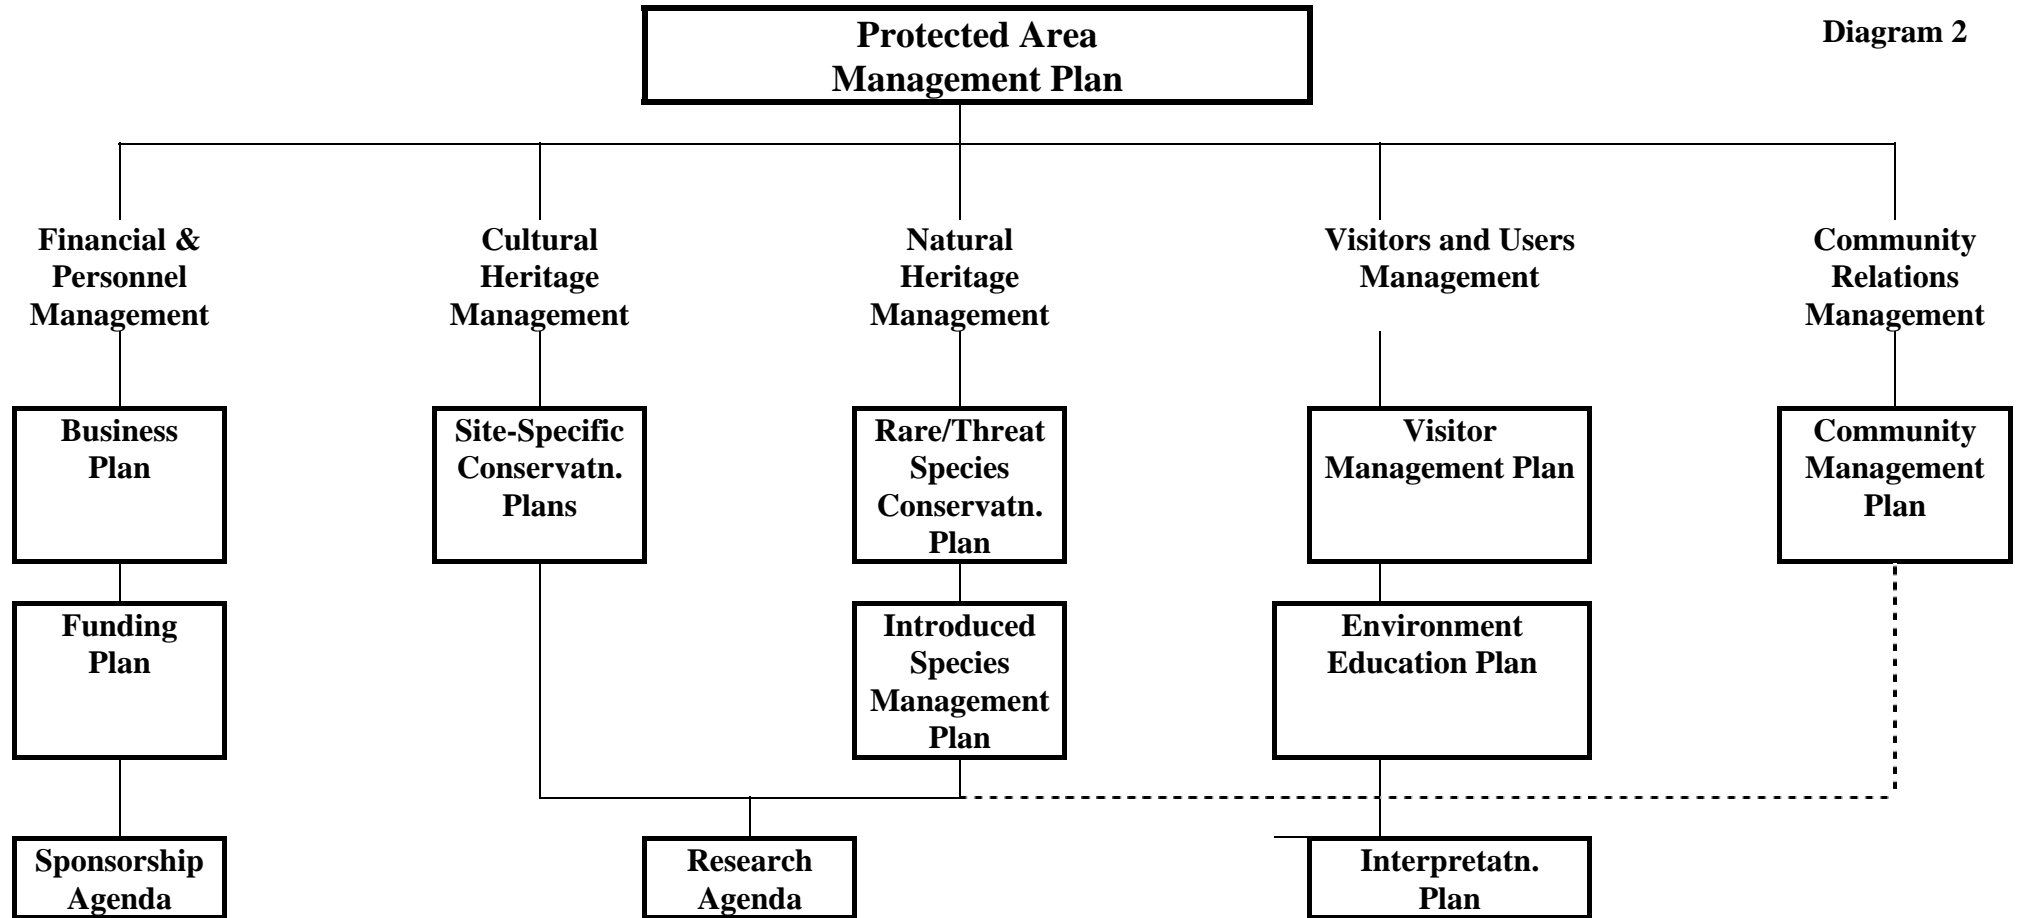 Protected Area
Management Plan
Diagram 2
Financial &
Personnel
Management
Cultural
Heritage
Management
Natural
Heritage
Management
Visitors and Users
Management
Community
Relations
Management
Business
Plan
Site-Specific
Conservatn.
Plans
Rare/Threat
Species
Conservatn.
Plan
Visitor
Management Plan
Community
Management
Plan
Funding
Plan
Introduced
Species
Management
Plan
Environment
Education Plan
Sponsorship
Agenda
Research
Agenda
Interpretatn.
Plan